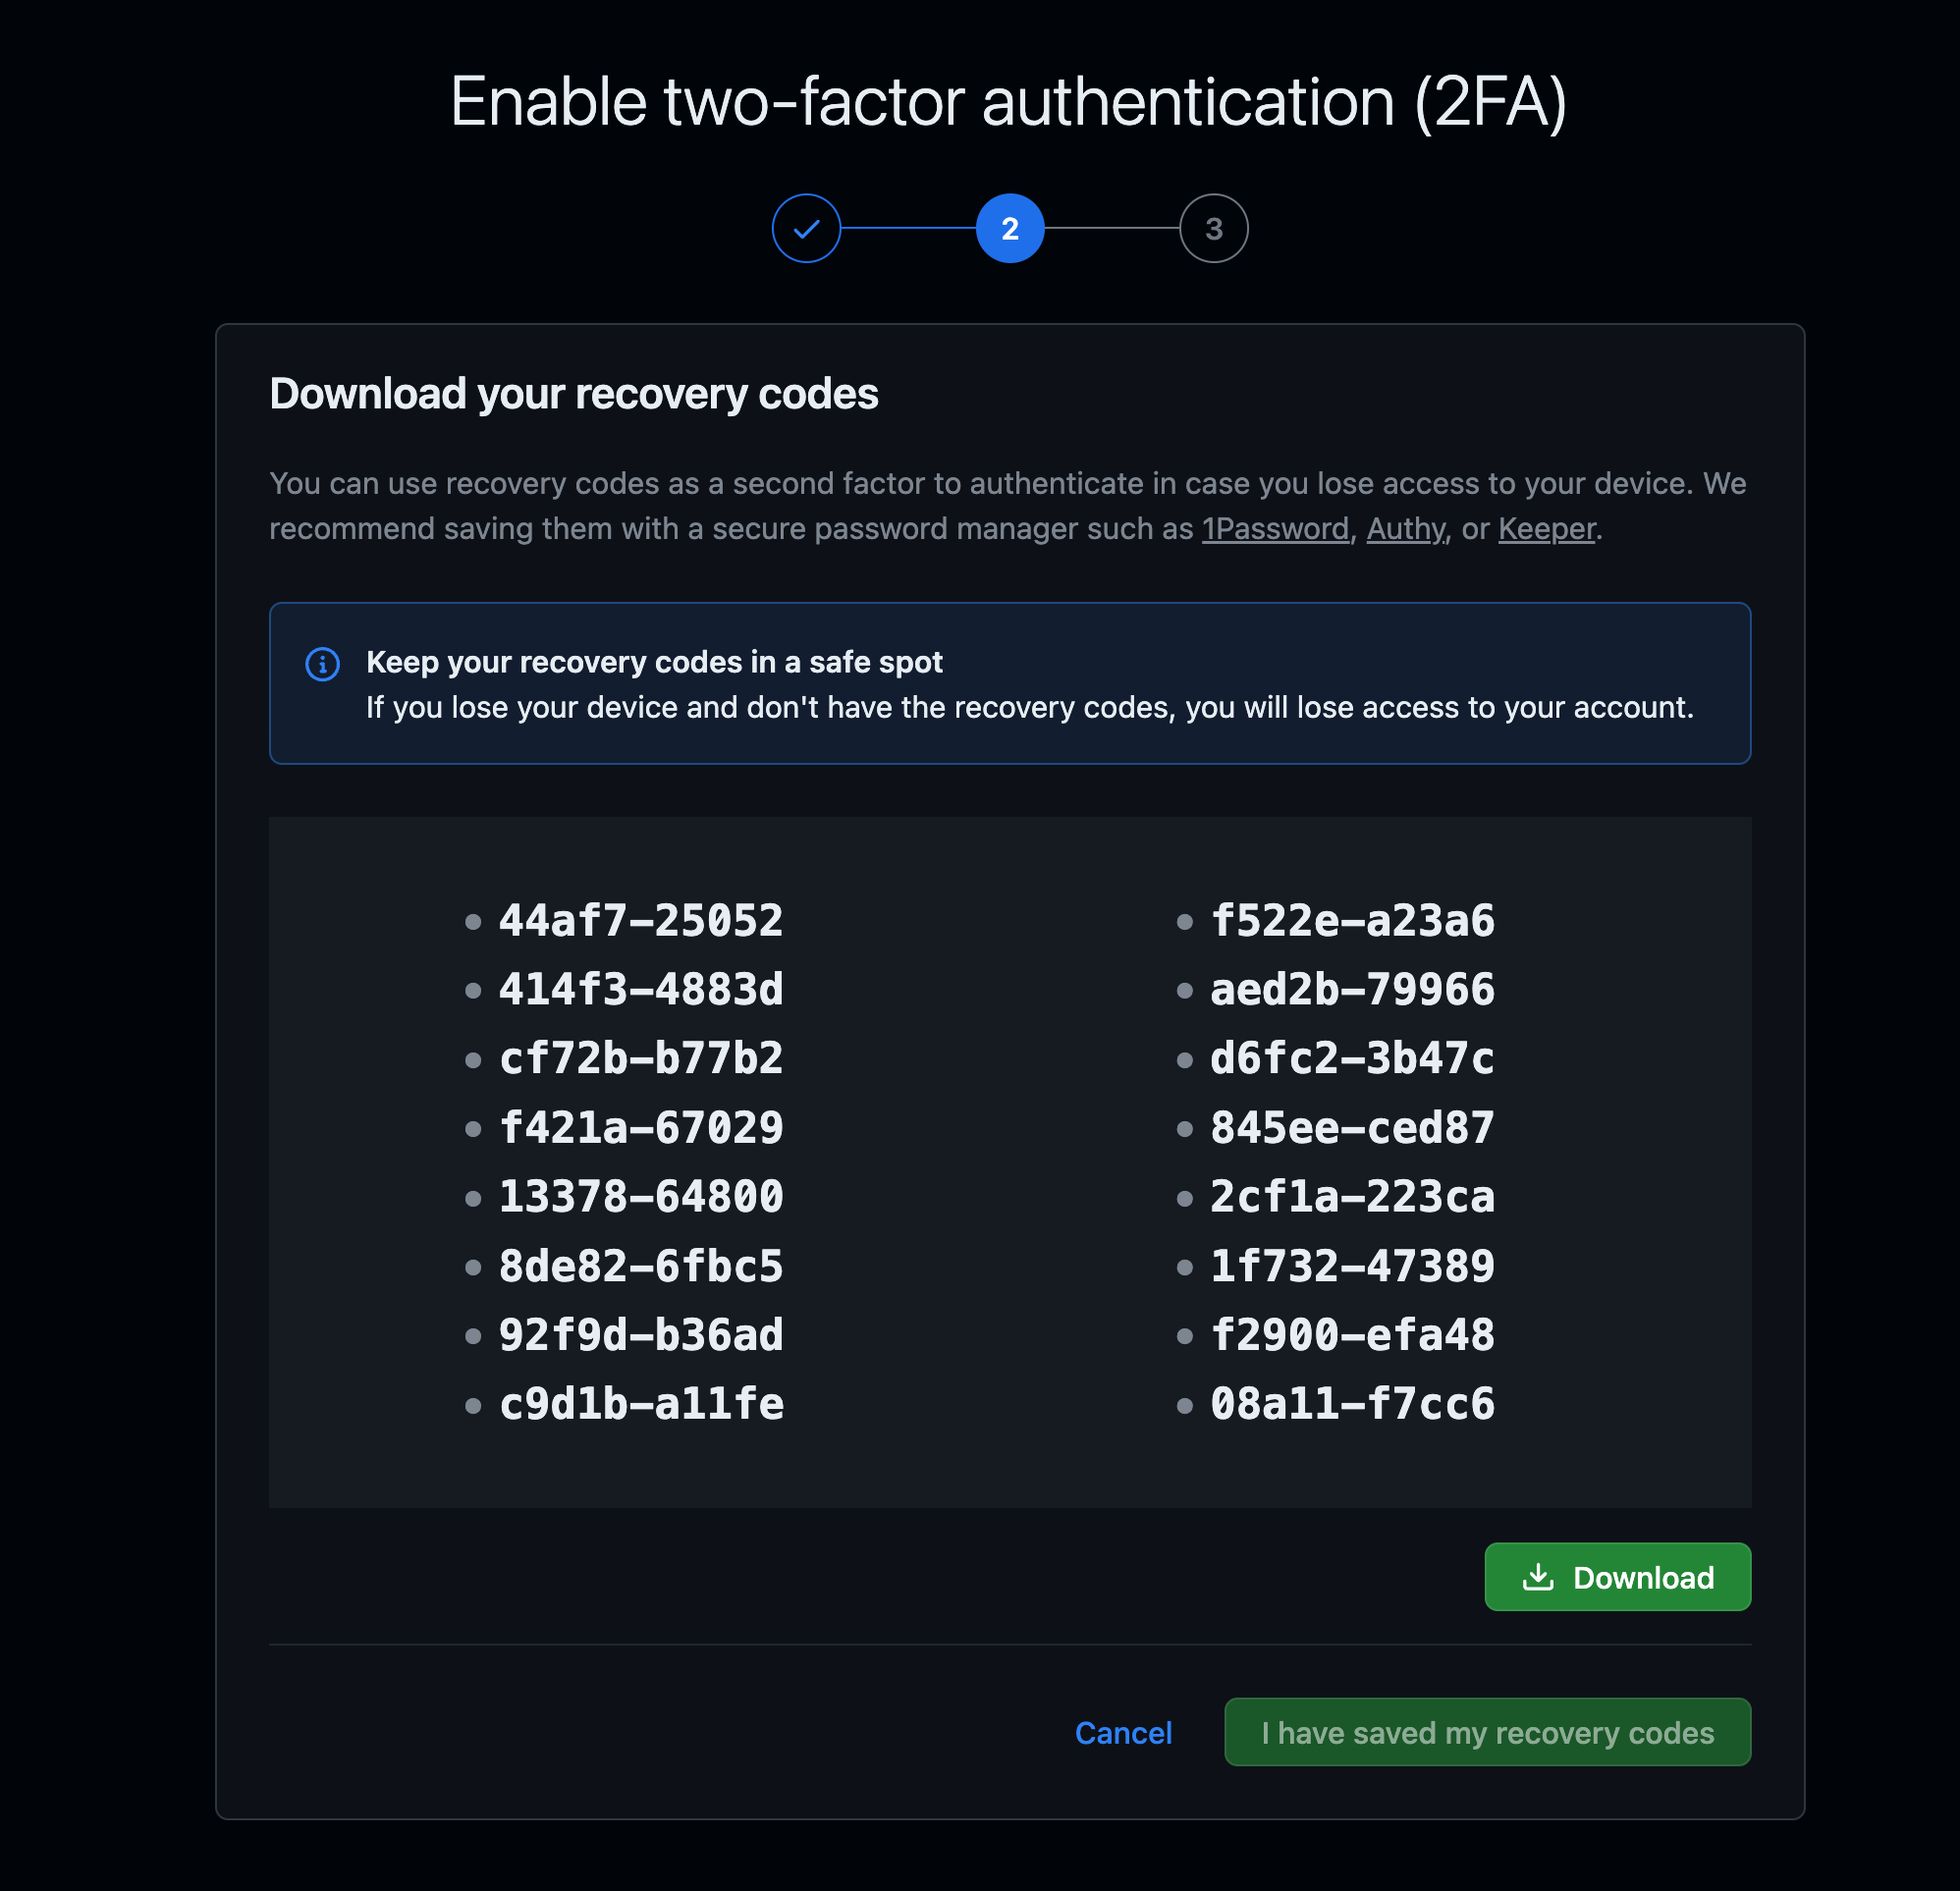 Enable two-factor authentication (2FA)
2
3
Download your recovery codes
You can use recovery codes as a second factor to authenticate in case you lose access to your device. We
recommend saving them with a secure password manager such as 1Password, Authy, or Keeper.
Keep your recovery codes in a safe spot
If you lose your device and don't have the recovery codes, you will lose access to your account.
44af7-25052
414f3-4883d
cf72b-b77b2
f421a-67029
13378-64800
8de82-6fbc5
92f9d-b36ad
c9d1b-a11fe
f522e-a23a6
aed2b-79966
d6fc2-3b47c
845ee-ced87
2cf1a-223ca
1f732-47389
f2900-efa48
08a11-f7cc6
Download
Cancel
I have saved my recovery codes